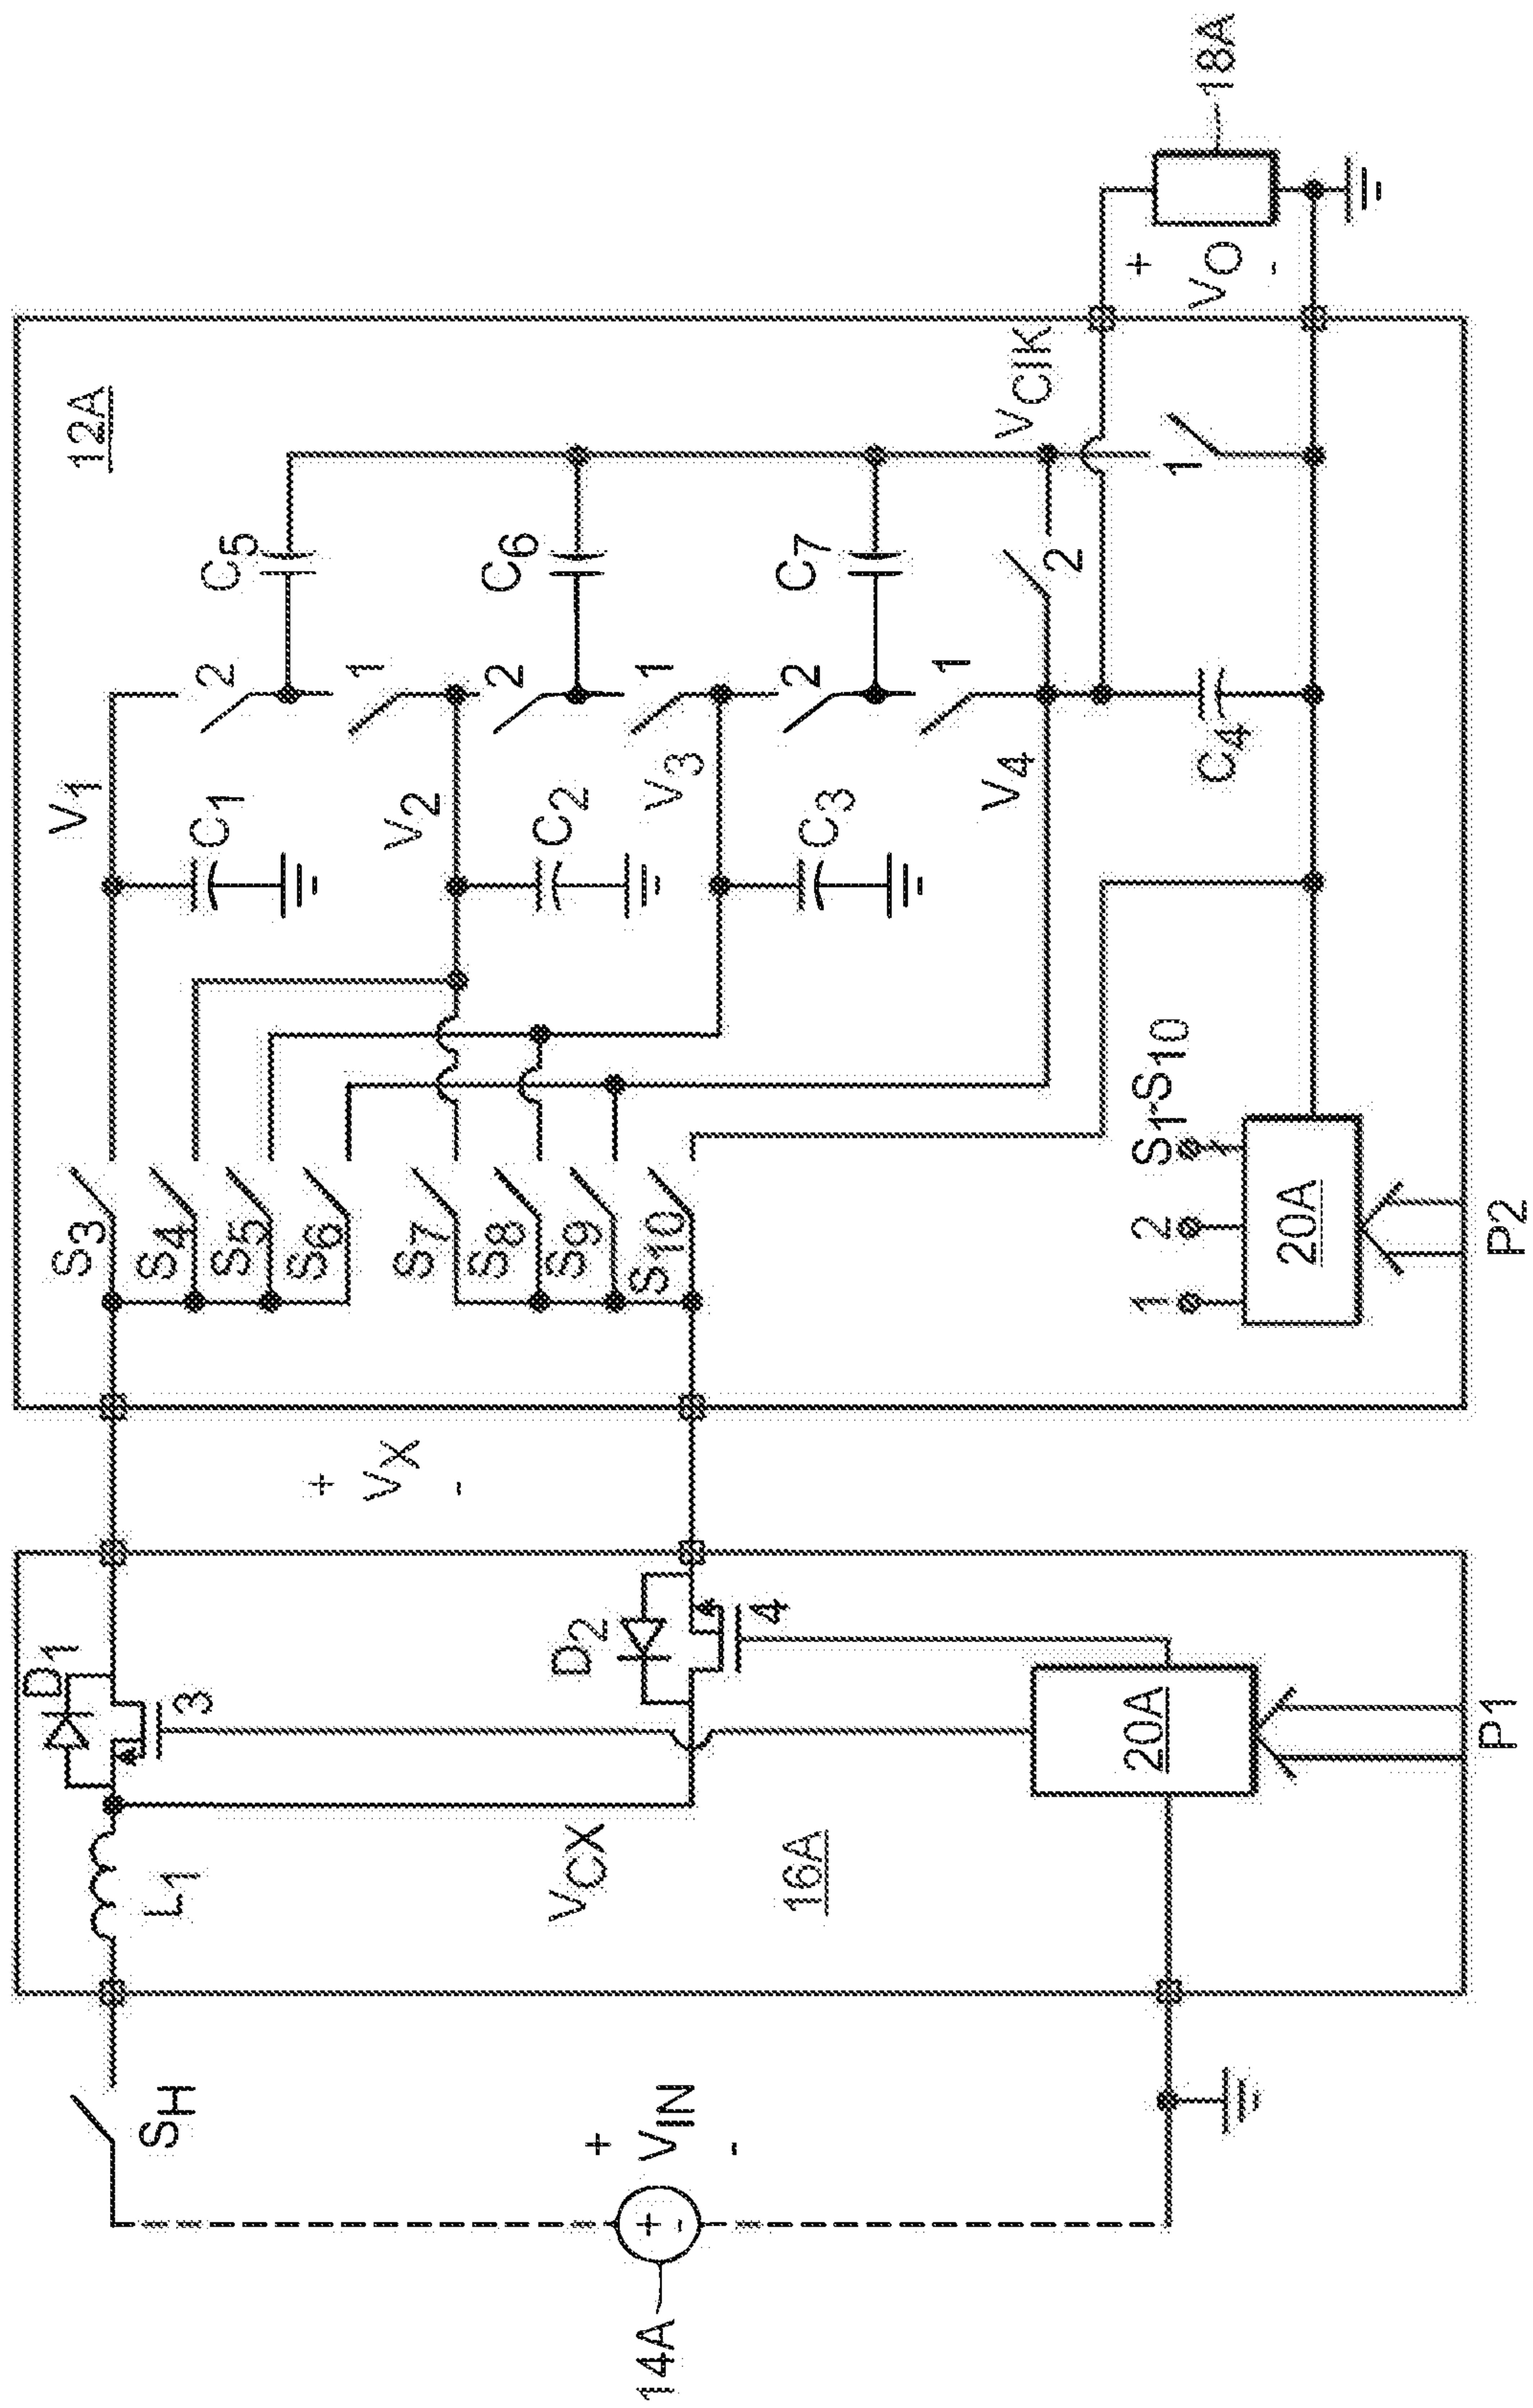 12A
18A
V1
C1
2
C5
1
V2
C2
2
C6
1
V3
C3
2
C7
1
V4
2
VClK
1
C4
+
VO
-
S3
S4
S5
S6
S7
S8
S9
S10
1
2
S1-S10
20A
P2
+
VX
-
D1
3
D2
4
L1
VCX
16A
20A
P1
SH
+
VIN
-
+
-
14A